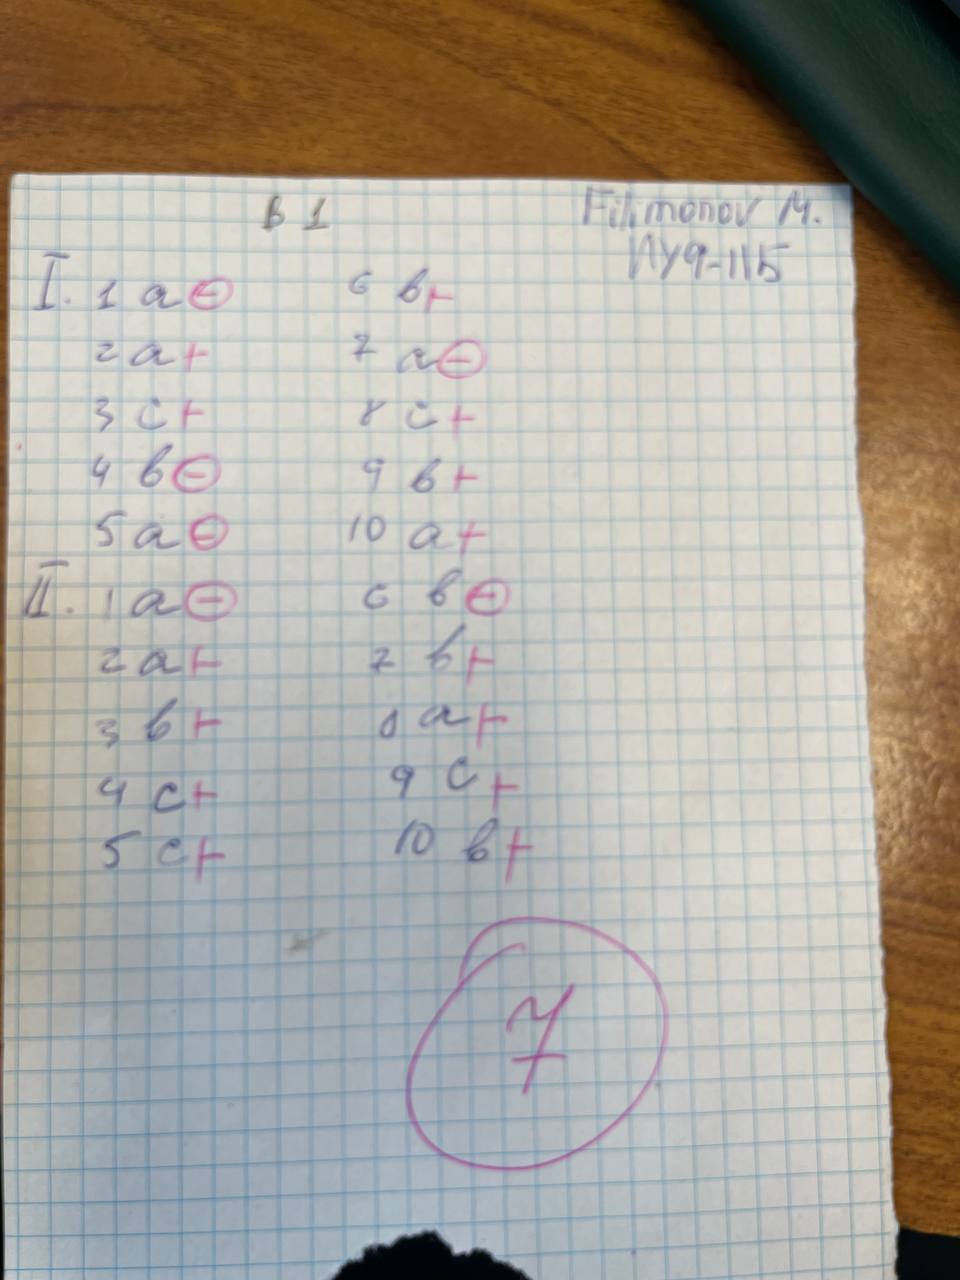 В 1
Filimonov M.
ИУ9-11Б
I. 1 a ⊖ 6 b +
2 a + 7 a ⊖
3 c + 8 c +
4 b ⊖ 9 b +
5 a ⊖ 10 a +
II. 1 a ⊖ 6 b ⊖
2 a + 7 b +
3 b + 8 a +
4 c + 9 c +
5 c + 10 b +
7